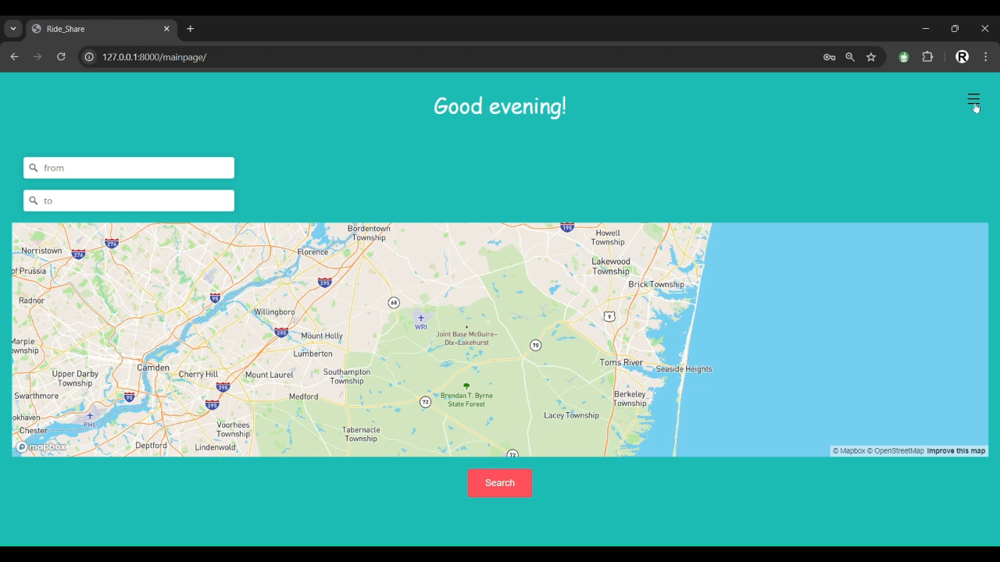 Ride_Share
127.0.0.1:8000/mainpage/
R
Good evening!
from
to
Bordentown
Township
195
Howell
Township
276
Norristown
276
Florence
Lakewood
Township
of Prussia
295
Brick Township
Radnor
95
68
Willingboro
WRI
9
295
Mount Holly
Joint Base McGuire-
Dix-Lakehurst
70
Marple
ownship
Lumberton
Camden
Toms River
Seaside Heights
Upper Darby
Township
Cherry Hill
Mount Laurel
Southampton
Township
295
Swarthmore
95
Medford
Brendan T. Byrne
State Forest
Berkeley
Township
295
72
okhaven
PHL
Lacey Township
Chester
Voorhees
Township
Tabernacle
Township
mapbox
Deptford
Lindenwold
72
© Mapbox © OpenStreetMap Improve this map
Search